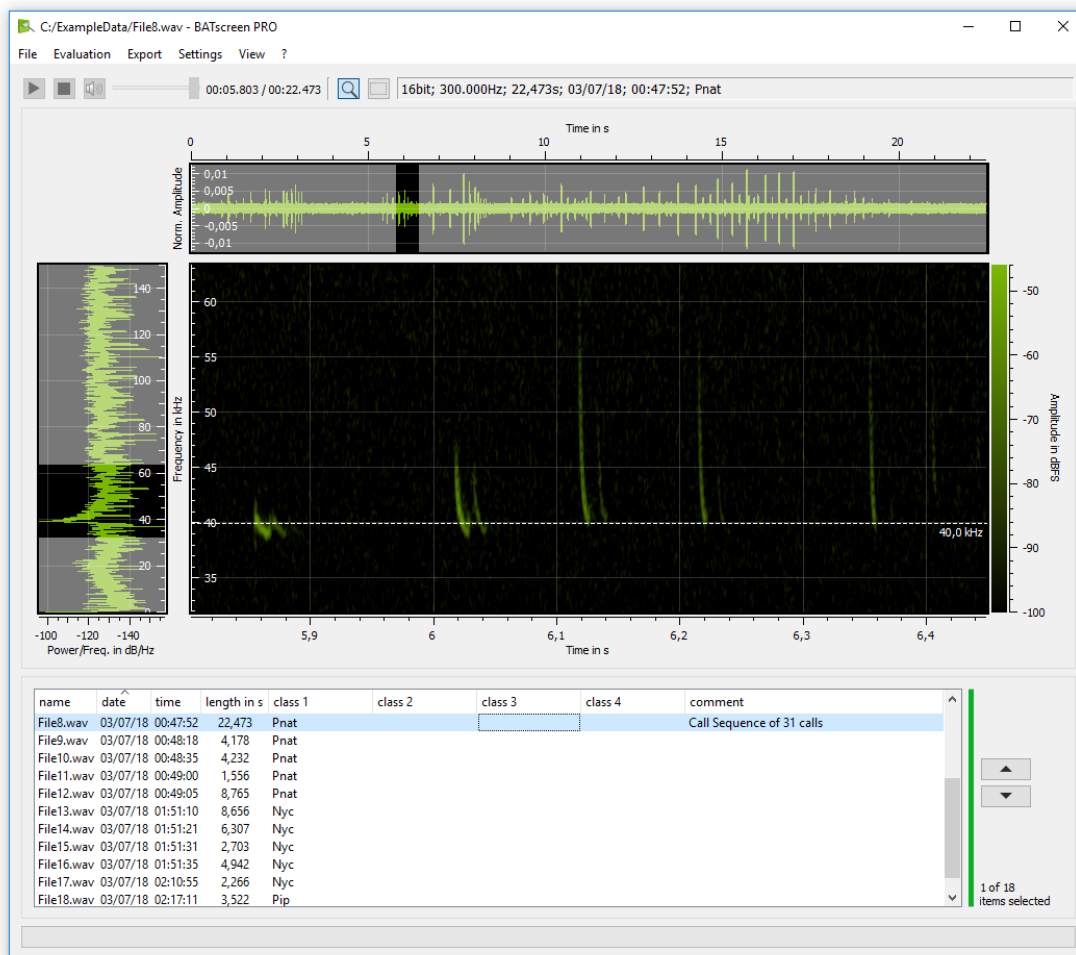 C:/ExampleData/File8.wav - BATscreen PRO
File Evaluation Export Settings View ?
00:05.803 / 00:22.473 16bit; 300.000Hz; 22,473s; 03/07/18; 00:47:52; Pnat
Time in s
0 5 10 15 20
Norm. Amplitude
0,01
0,005
0
-0,005
-0,01
140
120
100
80
60
40
20
0
-100 -120 -140
Power/Freq. in dB/Hz
Frequency in kHz
60
55
50
45
40
35
40,0 kHz
5,9 6 6,1 6,2 6,3 6,4
Time in s
-50
-60
-70
-80
-90
-100
Amplitude in dBFS
name date time length in s class 1 class 2 class 3 class 4 comment
File8.wav 03/07/18 00:47:52 22,473 Pnat Call Sequence of 31 calls
File9.wav 03/07/18 00:48:18 4,178 Pnat
File10.wav 03/07/18 00:48:35 4,232 Pnat
File11.wav 03/07/18 00:49:00 1,556 Pnat
File12.wav 03/07/18 00:49:05 8,765 Pnat
File13.wav 03/07/18 01:51:10 8,656 Nyc
File14.wav 03/07/18 01:51:21 6,307 Nyc
File15.wav 03/07/18 01:51:31 2,703 Nyc
File16.wav 03/07/18 01:51:35 4,942 Nyc
File17.wav 03/07/18 02:10:55 2,266 Nyc
File18.wav 03/07/18 02:17:11 3,522 Pip
1 of 18
items selected